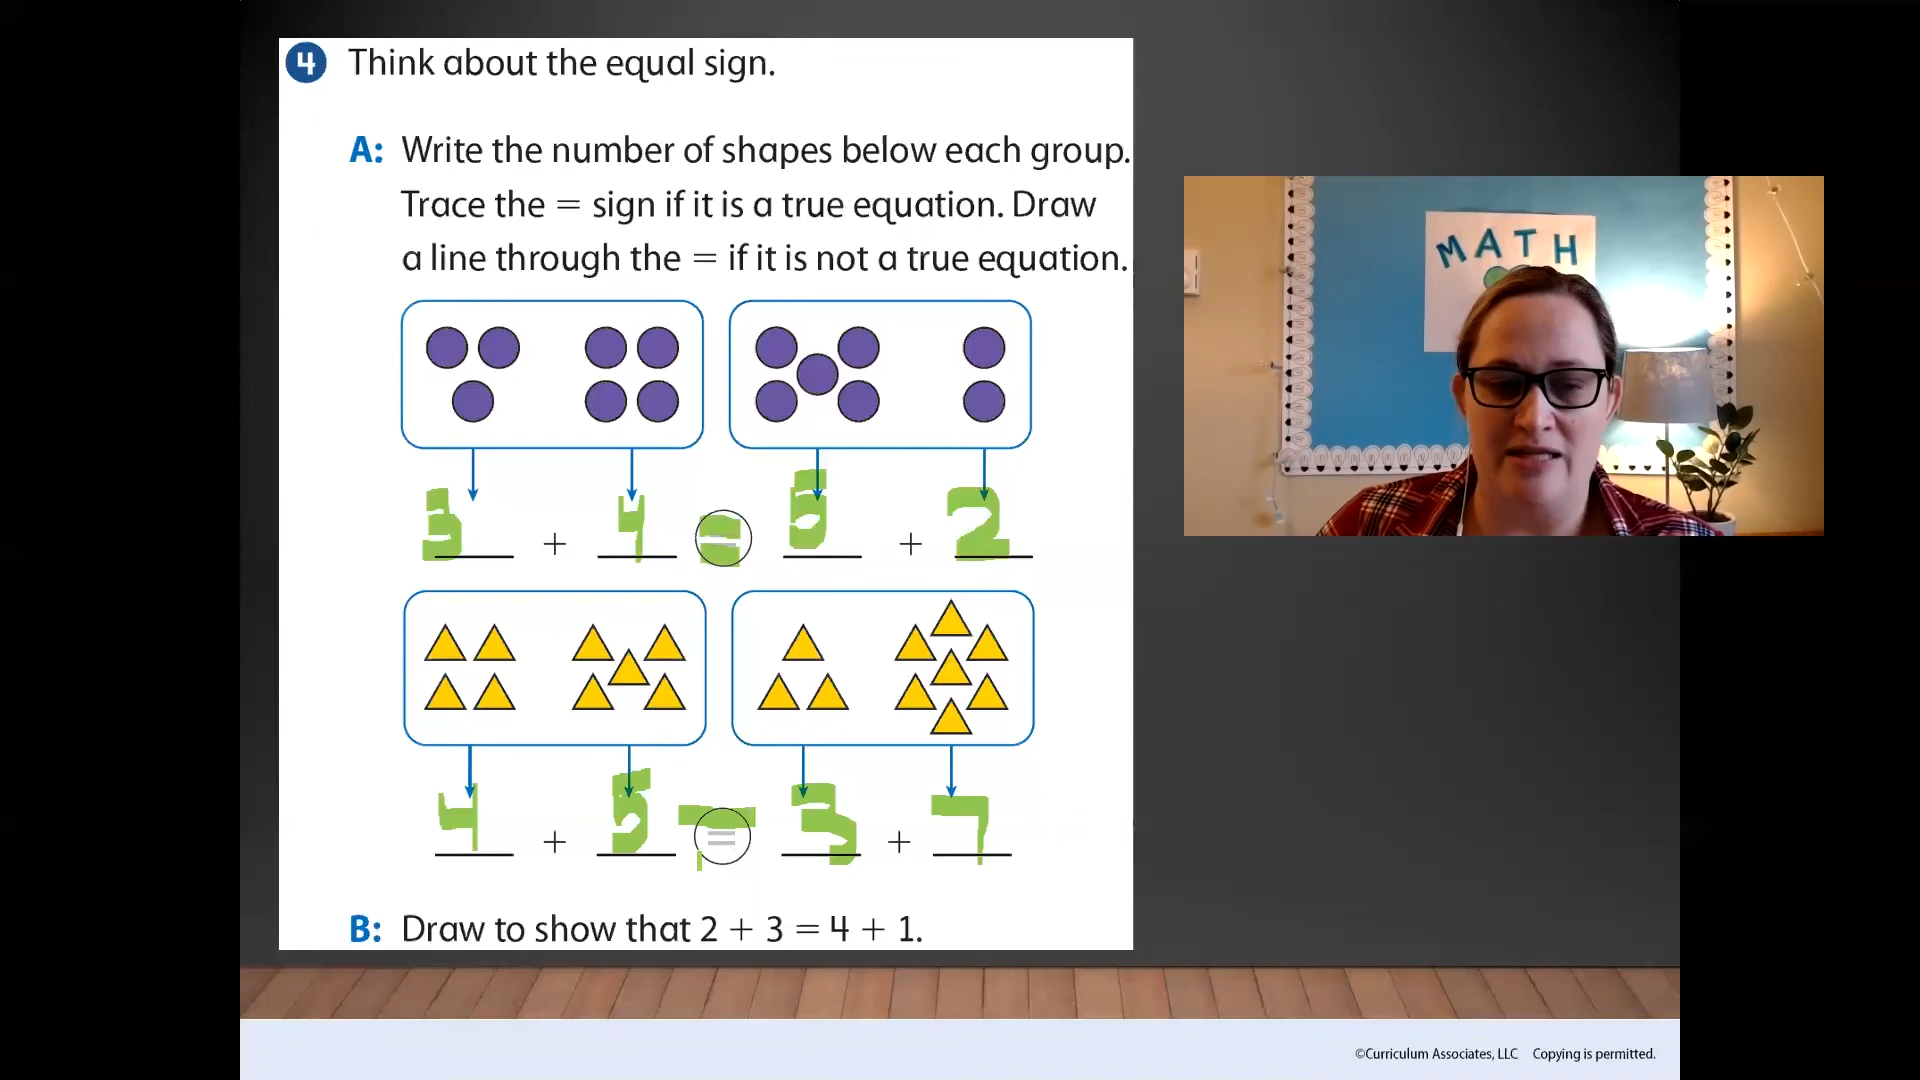 4 Think about the equal sign.
A: Write the number of shapes below each group.
Trace the = sign if it is a true equation. Draw
a line through the = if it is not a true equation.
MATH
3 + 4 = 5 + 2
4 + 5 = 3 + 7
B: Draw to show that 2 + 3 = 4 + 1.
©Curriculum Associates, LLC Copying is permitted.